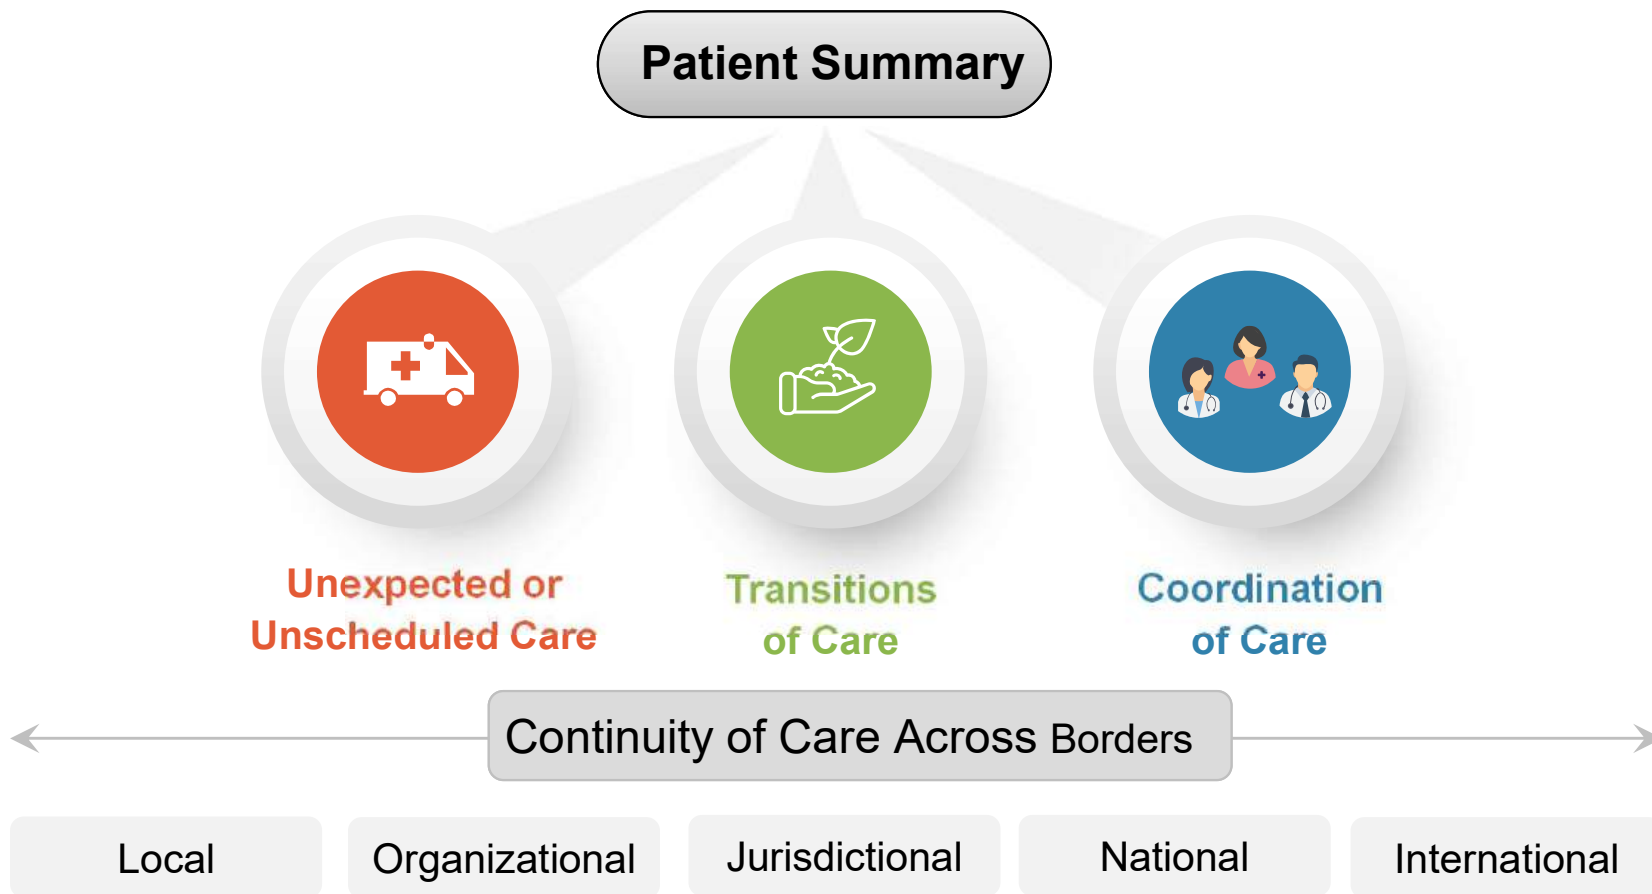 Patient Summary
Unexpected or
Unscheduled Care
Transitions
of Care
Coordination
of Care
Continuity of Care Across Borders
Local
Organizational
Jurisdictional
National
International